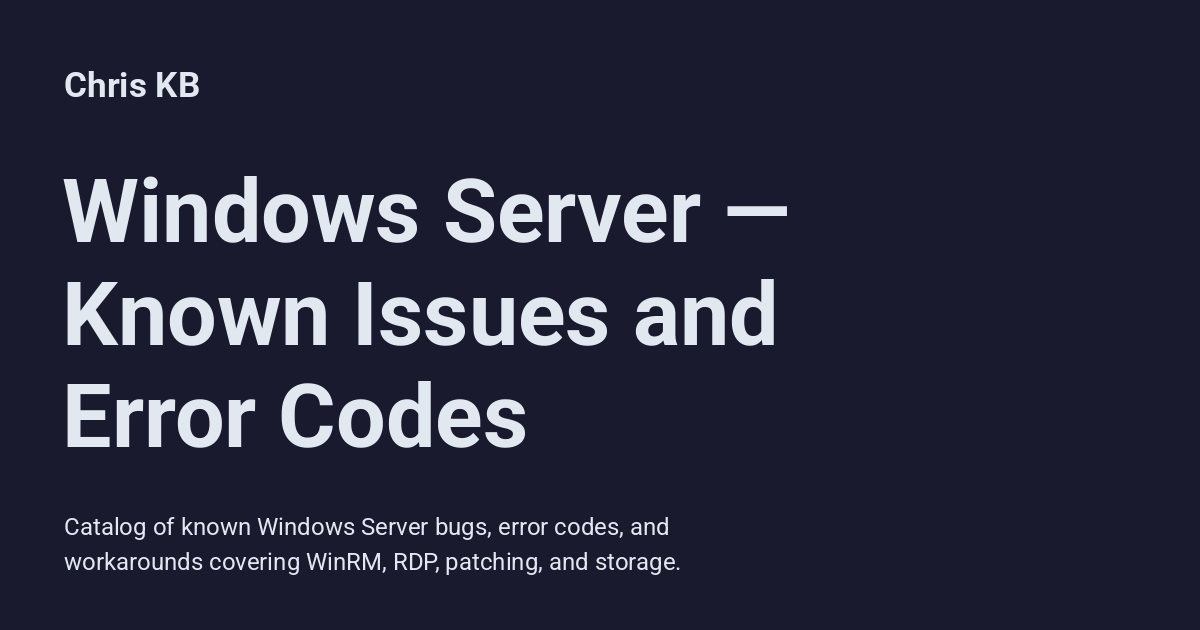 Chris KB
Windows Server —
Known Issues and
Error Codes
Catalog of known Windows Server bugs, error codes, and
workarounds covering WinRM, RDP, patching, and storage.